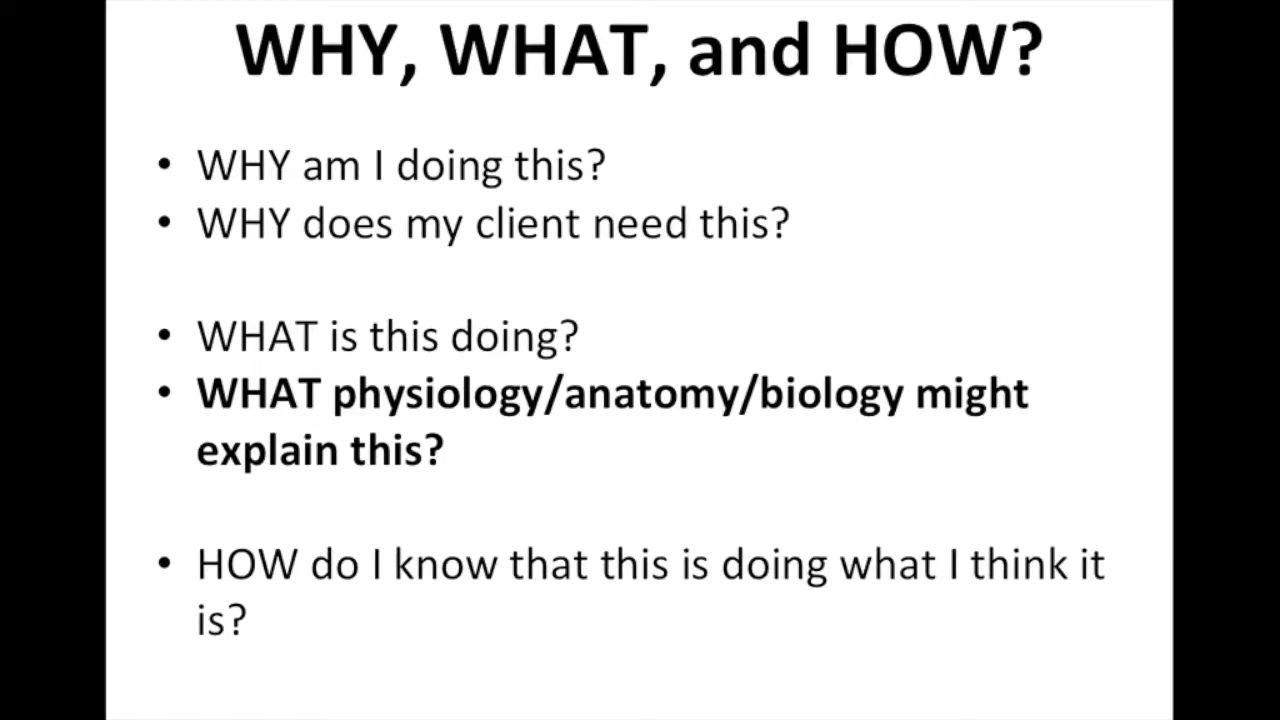 WHY, WHAT, and HOW?
• WHY am I doing this?
• WHY does my client need this?
• WHAT is this doing?
• WHAT physiology/anatomy/biology might
explain this?
• HOW do I know that this is doing what I think it
is?